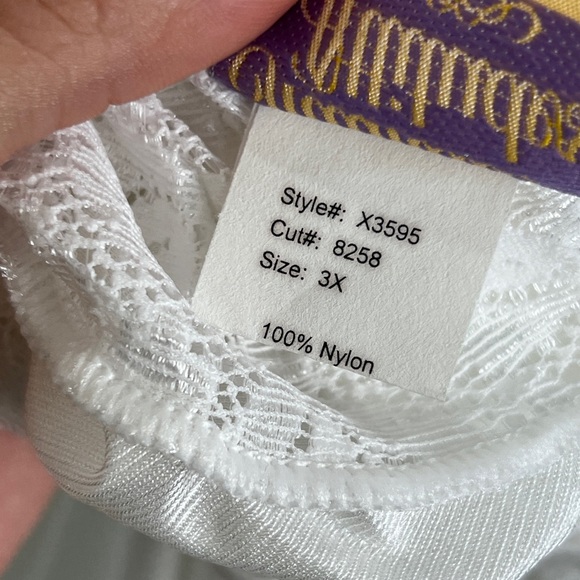 Style#: X3595
Cut#: 8258
Size: 3X
100% Nylon